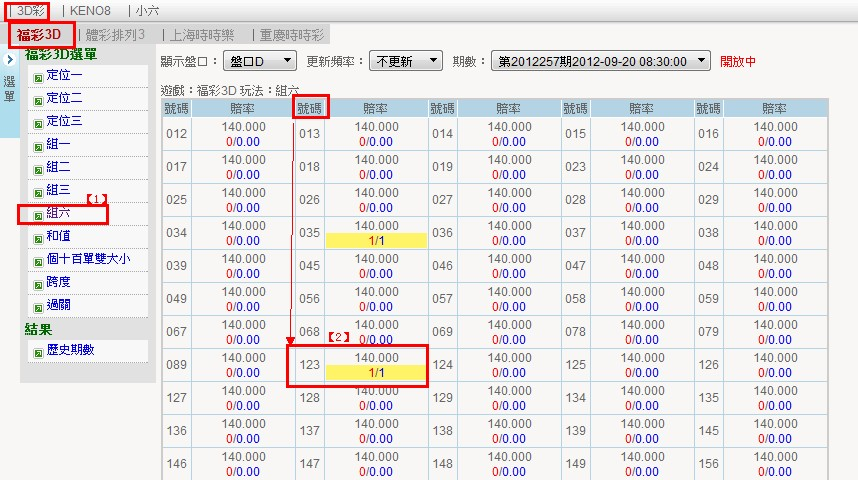 | 3D彩 | KENO8 | 小六
福彩3D | 體彩排列3 | 上海時時樂 | 重慶時時彩
福彩3D選單
選單
定位一
定位二
定位三
組一
組二
組三
【1】
組六
和值
個十百單雙大小
跨度
過關
結果
歷史期數
顯示盤口： 盤口D 更新頻率： 不更新 期數： 第2012257期2012-09-20 08:30:00 開放中
遊戲：福彩3D 玩法：組六
號碼 賠率 號碼 賠率 號碼 賠率 號碼 賠率 號碼 賠率
012 140.000 013 140.000 014 140.000 015 140.000 016 140.000
0/0.00 0/0.00 0/0.00 0/0.00 0/0.00
017 140.000 018 140.000 019 140.000 023 140.000 024 140.000
0/0.00 0/0.00 0/0.00 0/0.00 0/0.00
025 140.000 026 140.000 027 140.000 028 140.000 029 140.000
0/0.00 0/0.00 0/0.00 0/0.00 0/0.00
034 140.000 035 140.000 036 140.000 037 140.000 038 140.000
0/0.00 1/1 0/0.00 0/0.00 0/0.00
039 140.000 045 140.000 046 140.000 047 140.000 048 140.000
0/0.00 0/0.00 0/0.00 0/0.00 0/0.00
049 140.000 056 140.000 057 140.000 058 140.000 059 140.000
0/0.00 0/0.00 0/0.00 0/0.00 0/0.00
067 140.000 068 140.000 069 140.000 078 140.000 079 140.000
0/0.00 【2】 0/0.00 0/0.00 0/0.00 0/0.00
089 140.000 123 140.000 124 140.000 125 140.000 126 140.000
0/0.00 1/1 0/0.00 0/0.00 0/0.00
127 140.000 128 140.000 129 140.000 134 140.000 135 140.000
0/0.00 0/0.00 0/0.00 0/0.00 0/0.00
136 140.000 137 140.000 138 140.000 139 140.000 145 140.000
0/0.00 0/0.00 0/0.00 0/0.00 0/0.00
146 140.000 147 140.000 148 140.000 149 140.000 156 140.000
0/0.00 0/0.00 0/0.00 0/0.00 0/0.00